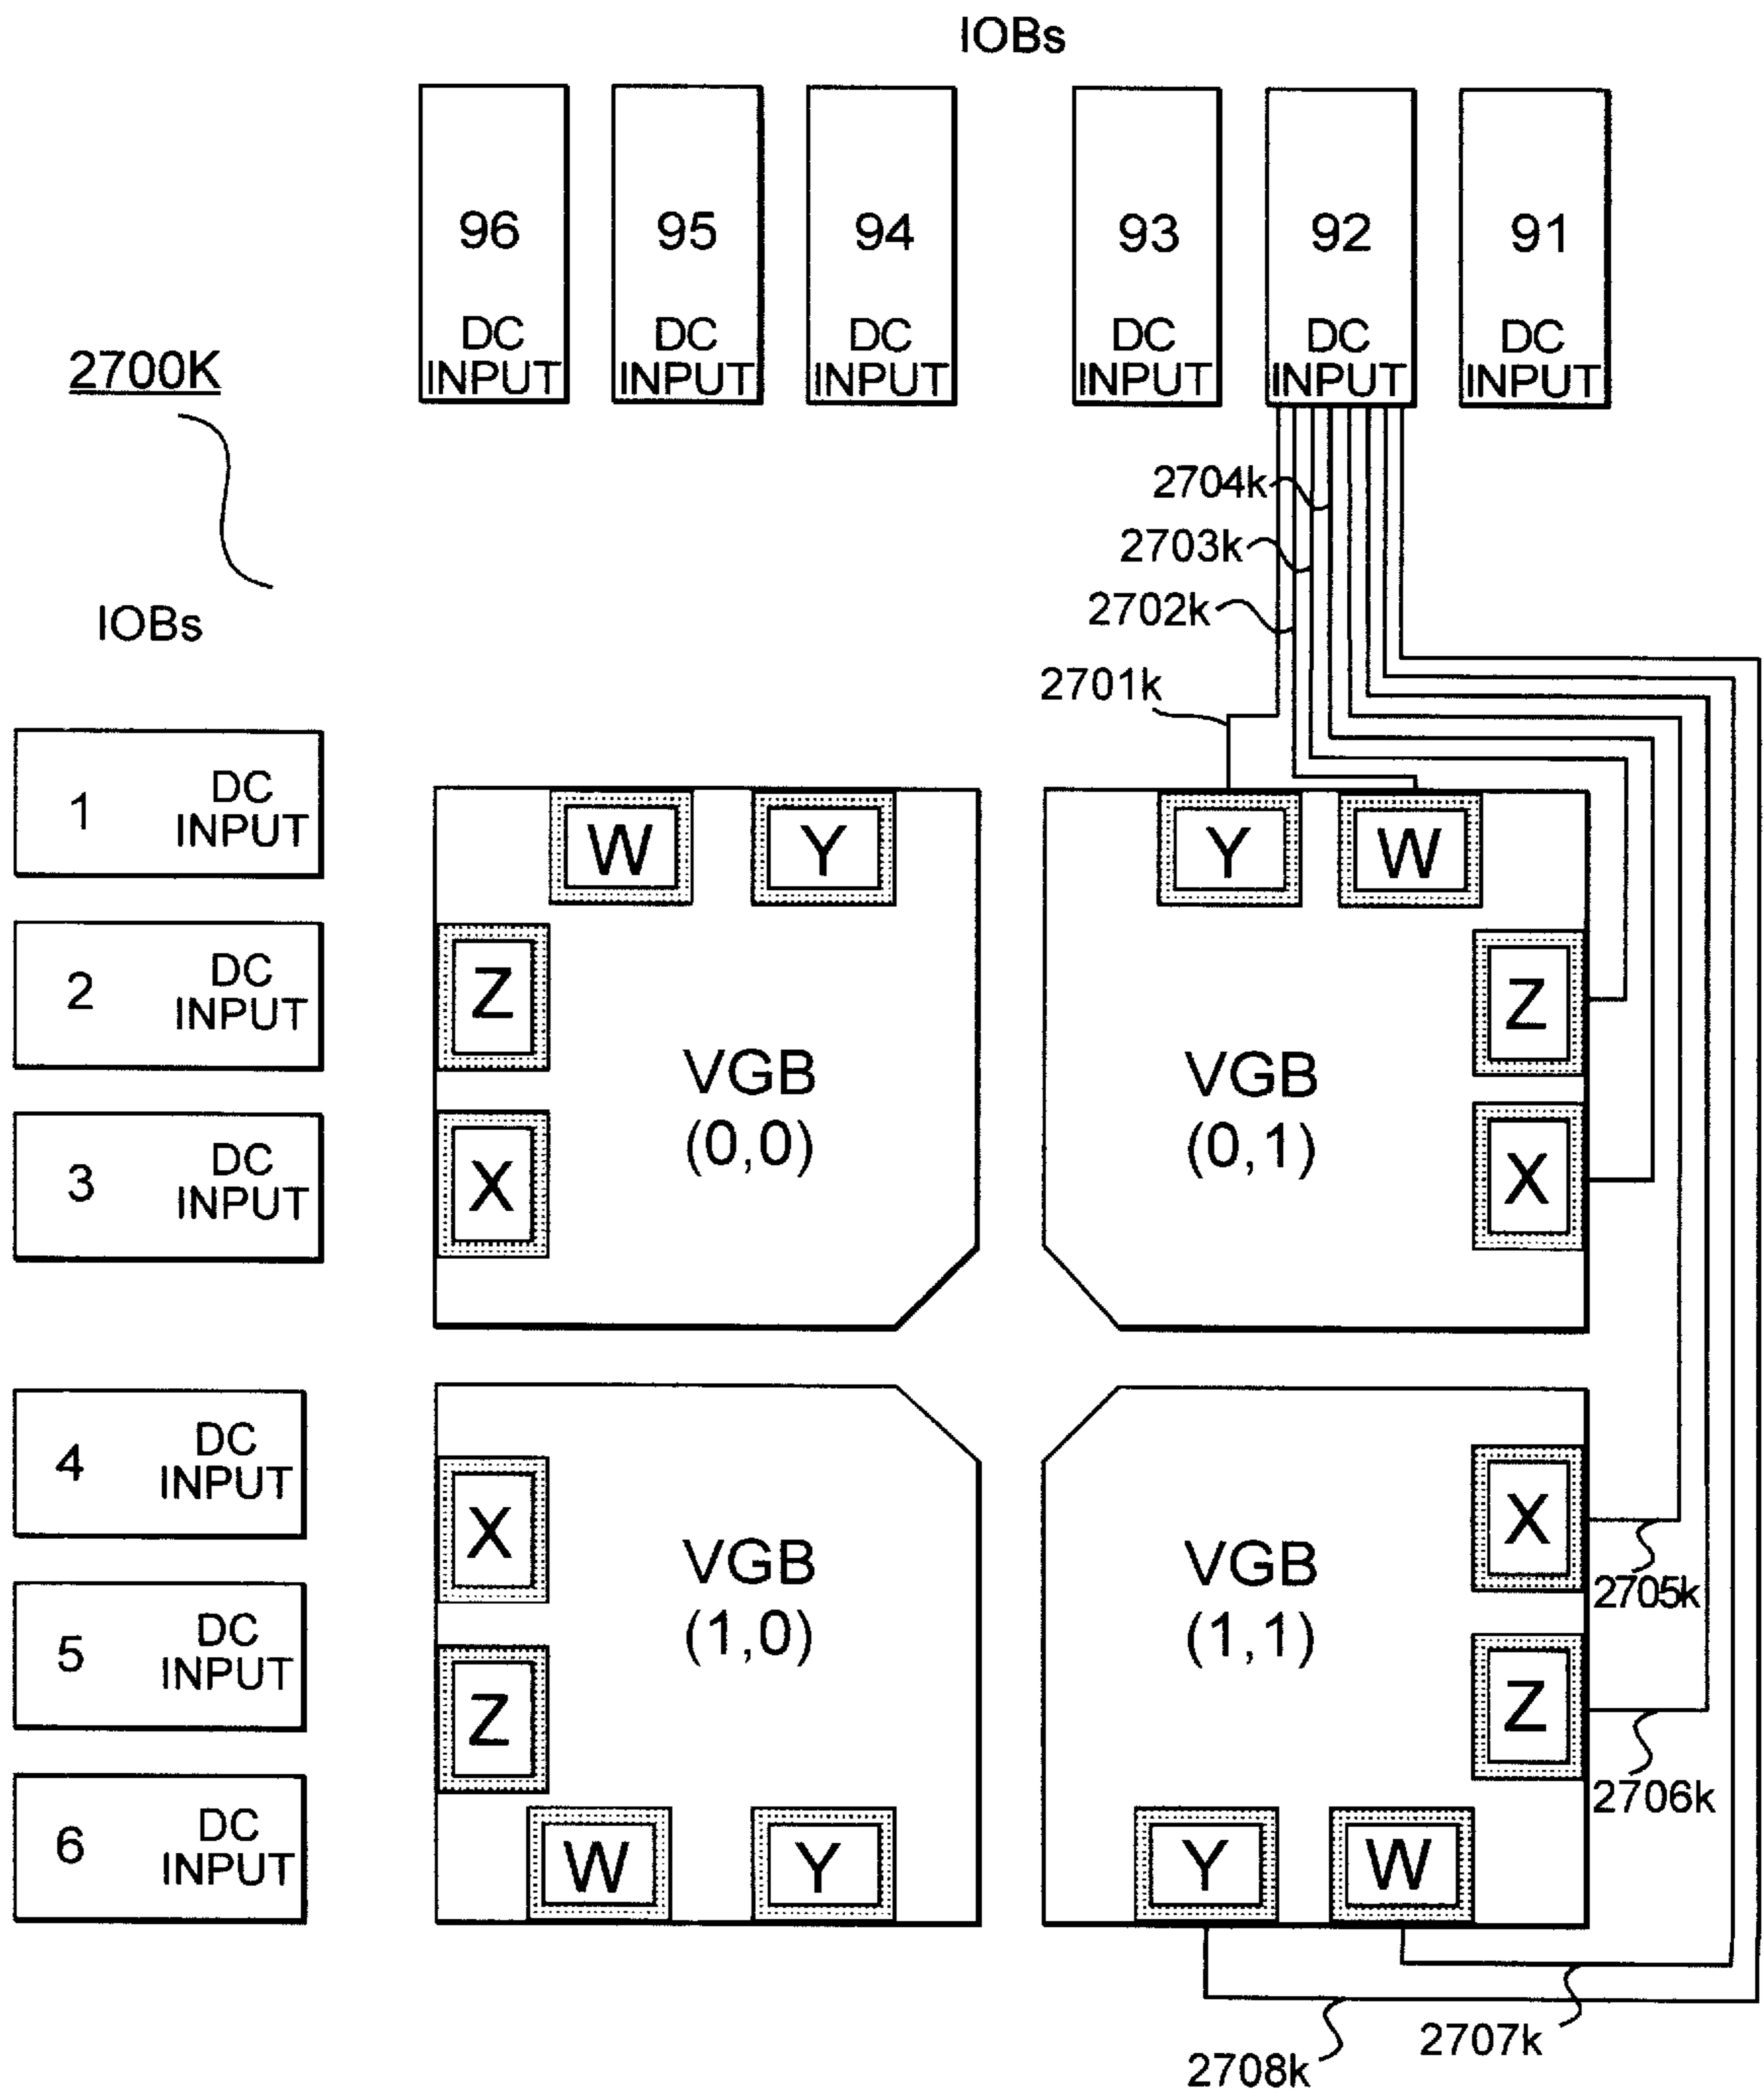 IOBs
96
DC
INPUT
95
DC
INPUT
94
DC
INPUT
93
DC
INPUT
92
DC
INPUT
91
DC
INPUT
2700K
2704k
2703k
2702k
2701k
IOBs
1
DC
INPUT
2
DC
INPUT
3
DC
INPUT
4
DC
INPUT
5
DC
INPUT
6
DC
INPUT
W
Y
Z
X
VGB
(0,0)
Y
W
Z
X
VGB
(0,1)
X
Z
W
Y
VGB
(1,0)
X
Z
Y
W
VGB
(1,1)
2705k
2706k
2707k
2708k